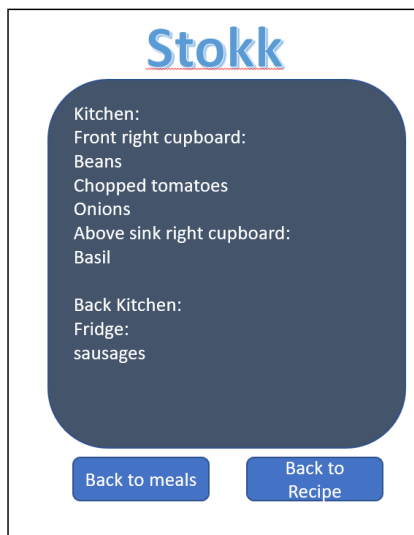 Stokk
Kitchen:
Front right cupboard:
Beans
Chopped tomatoes
Onions
Above sink right cupboard:
Basil
Back Kitchen:
Fridge:
sausages
Back to meals
Back to
Recipe